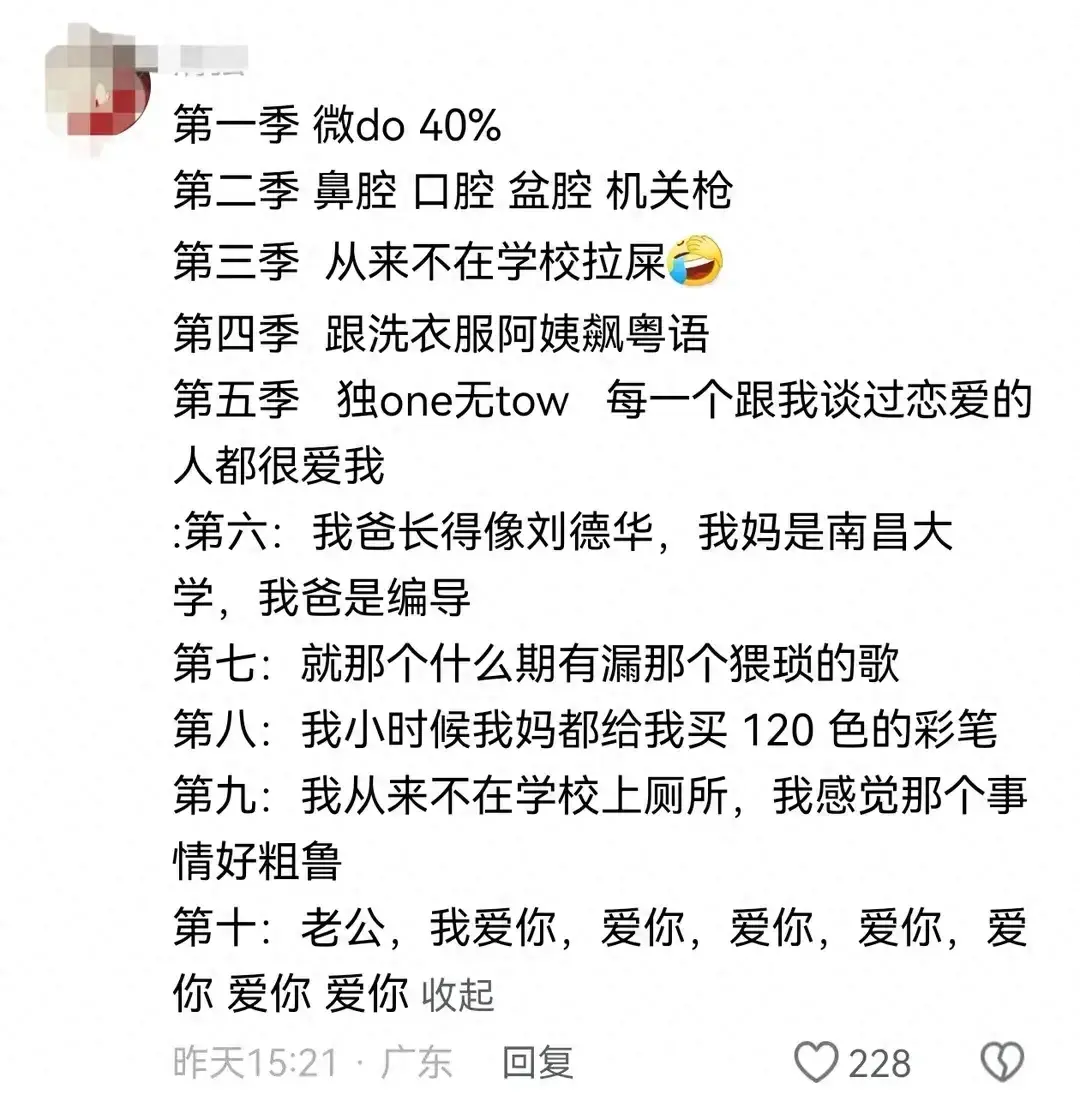 第一季 微do 40%
第二季 鼻腔 口腔 盆腔 机关枪
第三季 从来不在学校拉屎🤣
第四季 跟洗衣服阿姨飙粤语
第五季 独one无tow 每一个跟我谈过恋爱的
人都很爱我
:第六：我爸长得像刘德华，我妈是南昌大
学，我爸是编导
第七：就那个什么期有漏那个猥琐的歌
第八：我小时候我妈都给我买 120 色的彩笔
第九：我从来不在学校上厕所，我感觉那个事
情好粗鲁
第十：老公，我爱你，爱你，爱你，爱你，爱
你 爱你 爱你 收起
昨天15:21 · 广东 回复 228